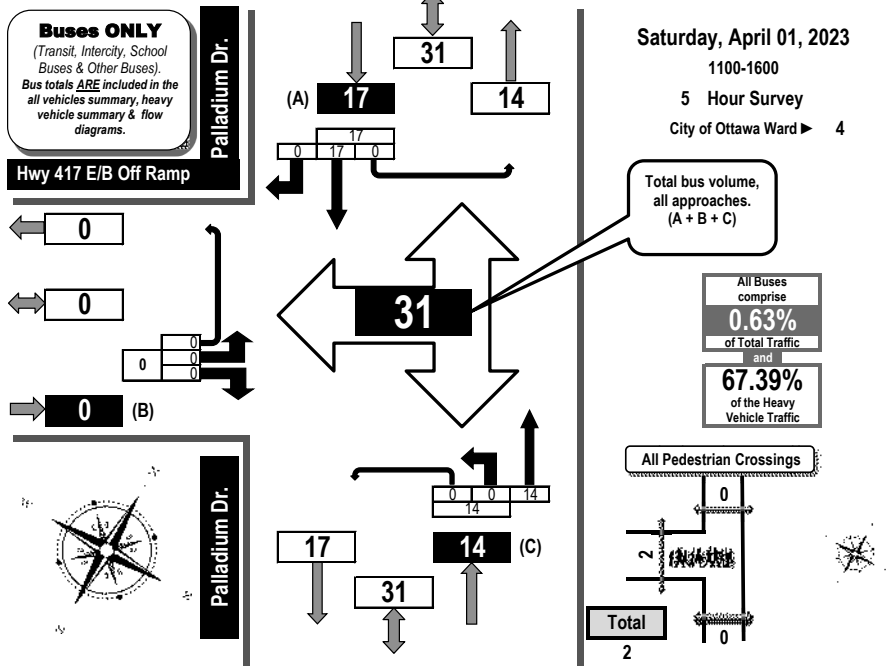 Buses ONLY
(Transit, Intercity, School
Buses & Other Buses).
Bus totals ARE included in the
all vehicles summary, heavy
vehicle summary & flow
diagrams.
Palladium Dr.
Hwy 417 E/B Off Ramp
31
(A) 17
14
17
0 17 0
Saturday, April 01, 2023
1100-1600
5 Hour Survey
City of Ottawa Ward ► 4
Total bus volume,
all approaches.
(A + B + C)
0
0
0
0
0
0
0 (B)
31
All Buses
comprise
0.63%
of Total Traffic
and
67.39%
of the Heavy
Vehicle Traffic
Palladium Dr.
0 0 14
14
17
14 (C)
31
All Pedestrian Crossings
0
2
0
Total
2